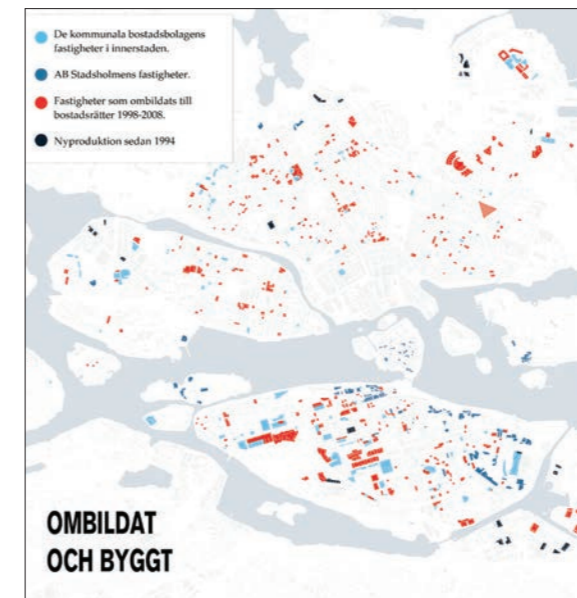 De kommunala bostadsbolagens
fastigheter i innerstaden.
AB Stadsholmens fastigheter.
Fastigheter som ombildats till
bostadsrätter 1998-2008.
Nyproduktion sedan 1994
OMBILDAT
OCH BYGGT